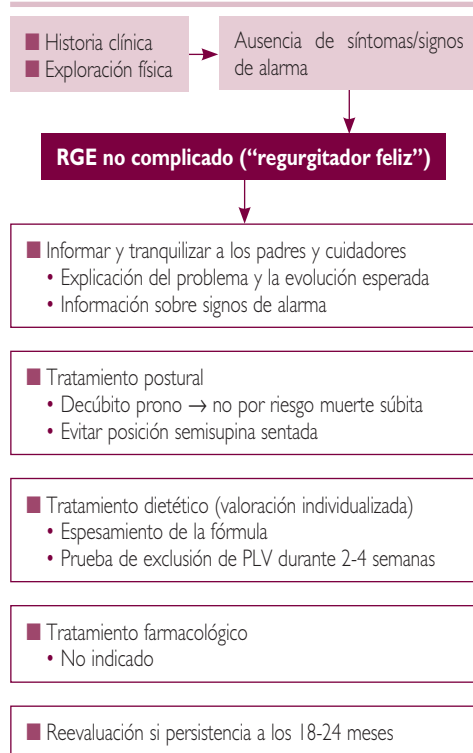 ■ Historia clínica
■ Exploración física
Ausencia de síntomas/signos
de alarma
RGE no complicado (“regurgitador feliz”)
■ Informar y tranquilizar a los padres y cuidadores
• Explicación del problema y la evolución esperada
• Información sobre signos de alarma
■ Tratamiento postural
• Decúbito prono → no por riesgo muerte súbita
• Evitar posición semisupina sentada
■ Tratamiento dietético (valoración individualizada)
• Espesamiento de la fórmula
• Prueba de exclusión de PLV durante 2-4 semanas
■ Tratamiento farmacológico
• No indicado
■ Reevaluación si persistencia a los 18-24 meses